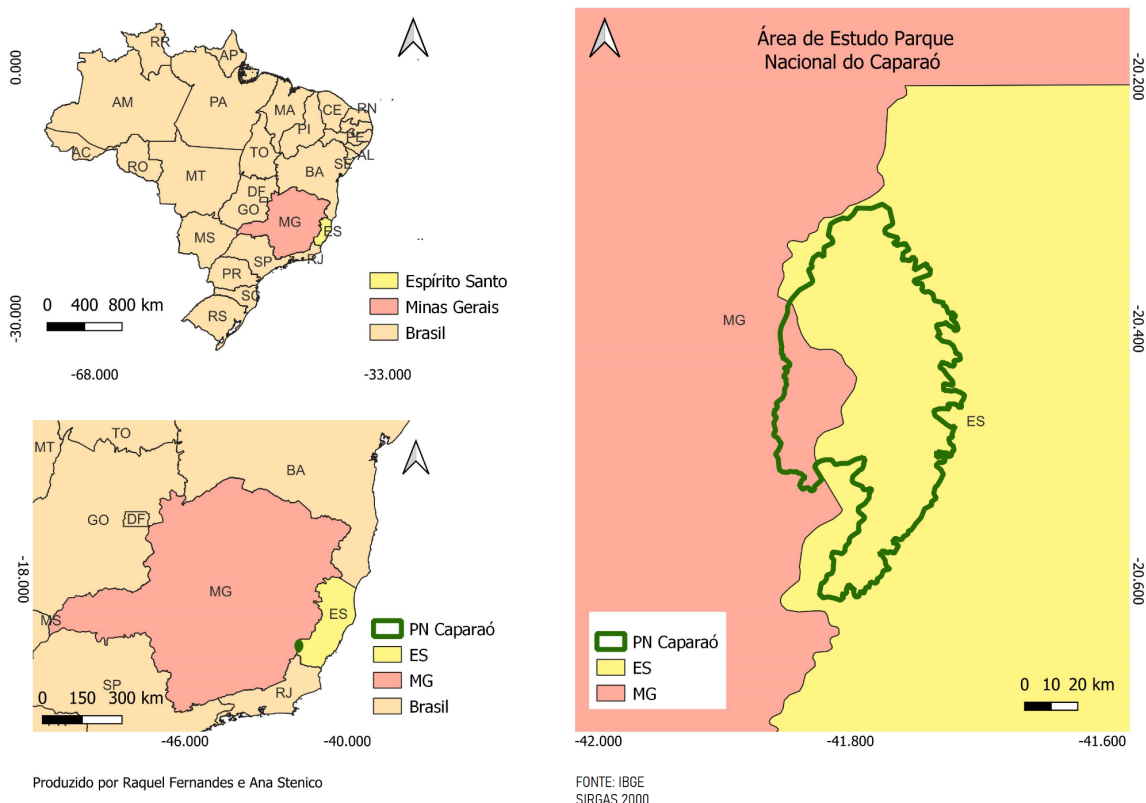 RR
AP
AM
PA
MA
CE
RN
PI
PE
AC
TO
AL
RO
SE
MT
BA
DF
GO
MG
MS
ES
SP
RJ
PR
SC
RS
0.000
-30.000
0 400 800 km
Espírito Santo
Minas Gerais
Brasil
-68.000
-33.000
TO
MT
BA
GO
DF
MG
MS
ES
SP
RJ
-18.000
PN Caparaó
ES
MG
Brasil
0 150 300 km
-46.000
-40.000
Produzido por Raquel Fernandes e Ana Stenico
Área de Estudo Parque
Nacional do Caparaó
-20.200
MG
-20.400
ES
-20.600
PN Caparaó
ES
MG
0 10 20 km
-42.000
-41.800
-41.600
FONTE: IBGE
SIRGAS 2000